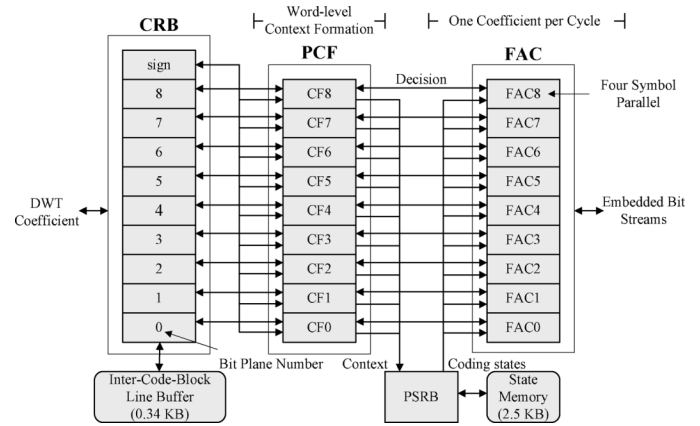 Word-level
Context Formation
One Coefficient per Cycle
CRB
PCF
FAC
sign
8
7
6
5
4
3
2
1
0
CF8
CF7
CF6
CF5
CF4
CF3
CF2
CF1
CF0
Decision
FAC8
FAC7
FAC6
FAC5
FAC4
FAC3
FAC2
FAC1
FAC0
Four Symbol
Parallel
DWT
Coefficient
Embedded Bit
Streams
Bit Plane Number
Context
Coding states
Inter-Code-Block
Line Buffer
(0.34 KB)
PSRB
State
Memory
(2.5 KB)